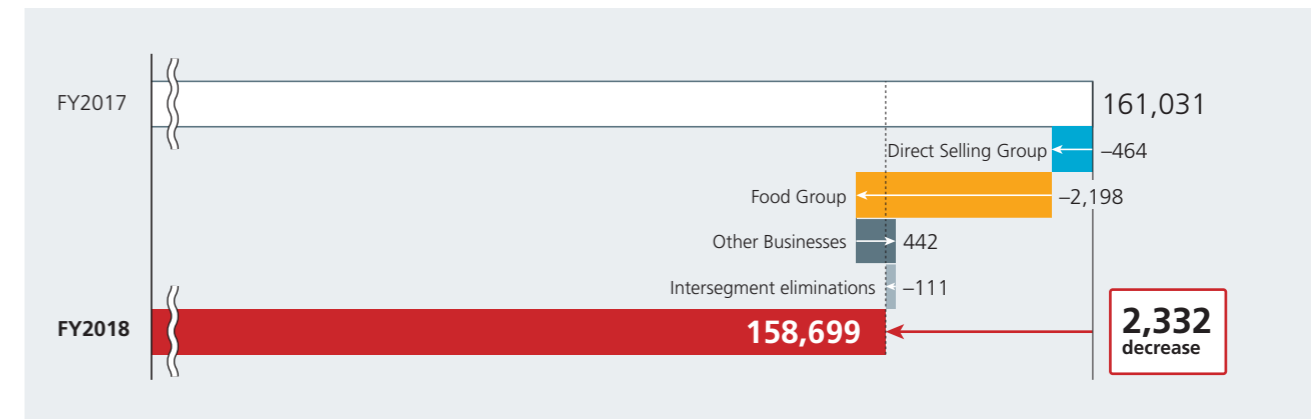 FY2017
161,031
Direct Selling Group
–464
Food Group
–2,198
Other Businesses
442
Intersegment eliminations
–111
FY2018
158,699
2,332
decrease